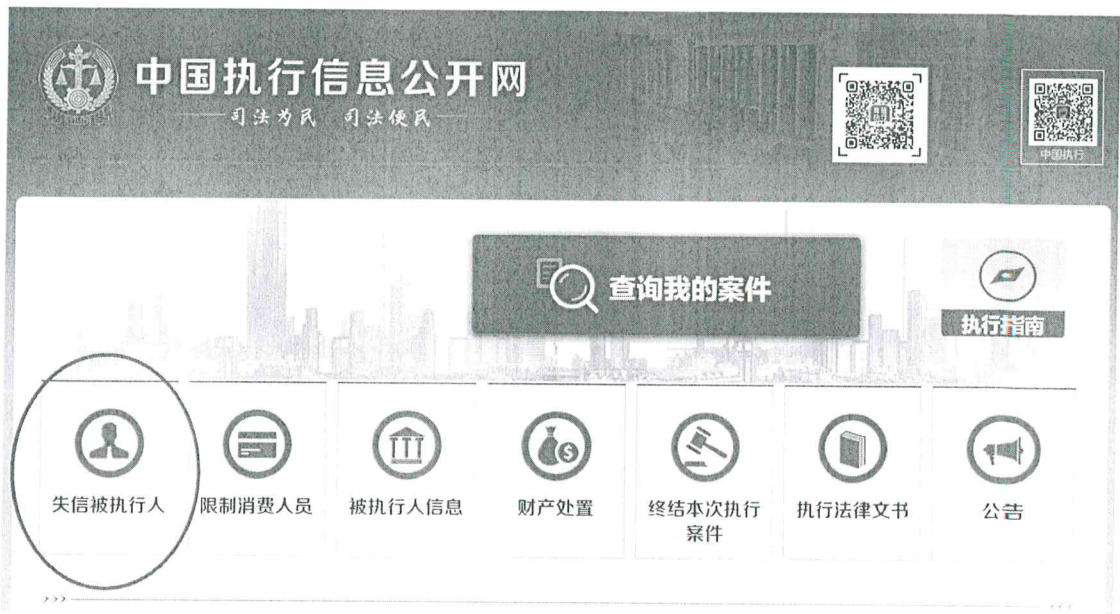 中国执行信息公开网
司法为民 司法便民
中国执行
查询我的案件
执行指南
失信被执行人
限制消费人员
被执行人信息
财产处置
终结本次执行
案件
执行法律文书
公告
>>>
<<<